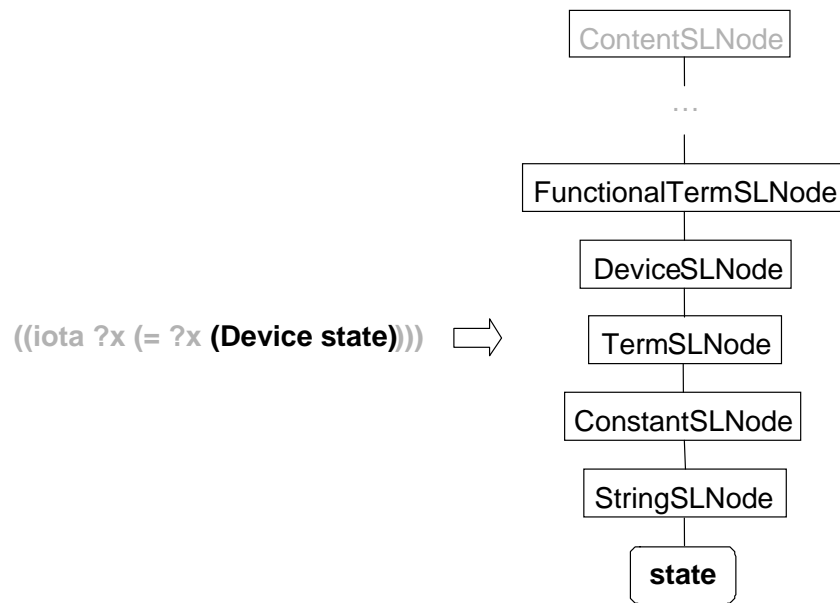 ContentSLNode
...
FunctionalTermSLNode
DeviceSLNode
((iota ?x (= ?x (Device state))))
TermSLNode
ConstantSLNode
StringSLNode
state